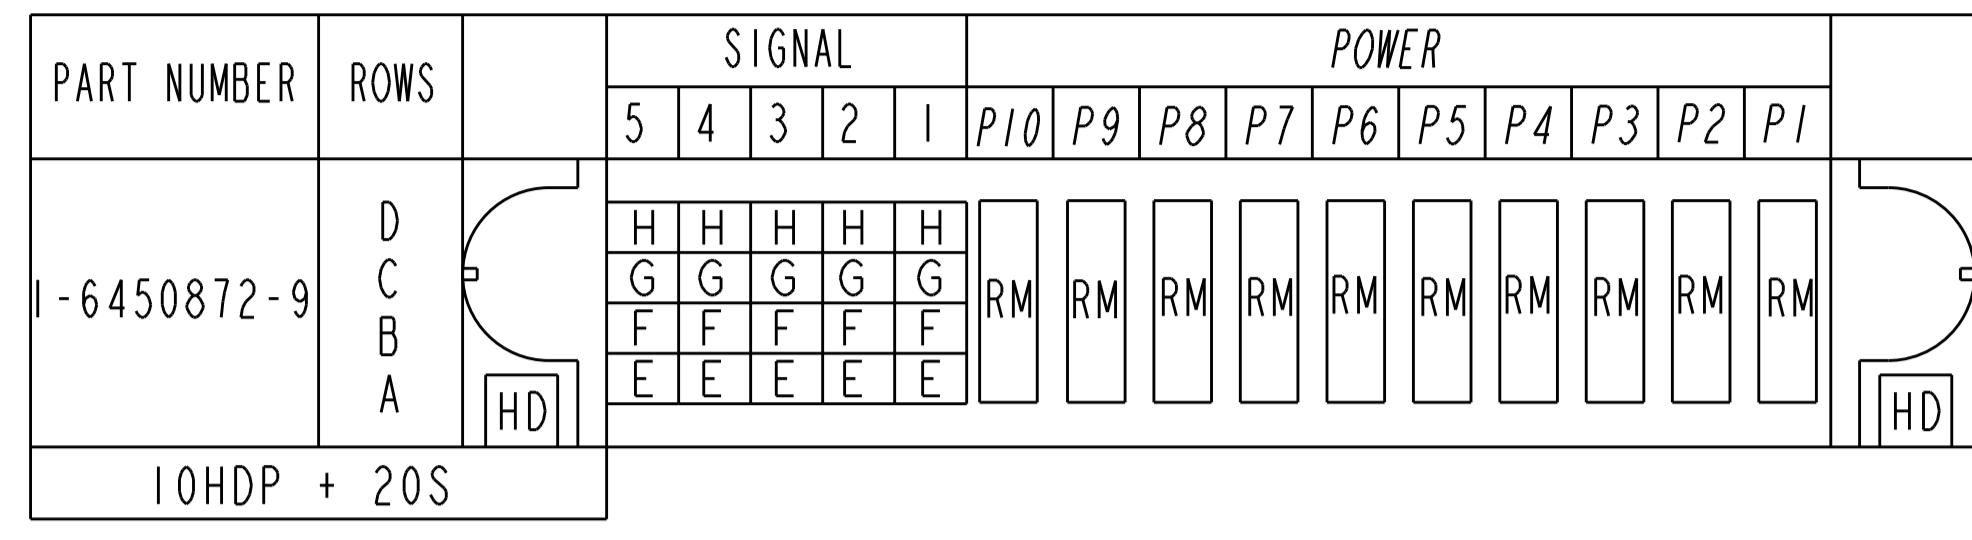 PART NUMBER ROWS SIGNAL POWER
5 4 3 2 1 P10 P9 P8 P7 P6 P5 P4 P3 P2 P1
D H H H H H
C G G G G G
1-6450872-9 RM RM RM RM RM RM RM RM RM RM
B F F F F F
A E E E E E
HD HD
10HDP + 20S